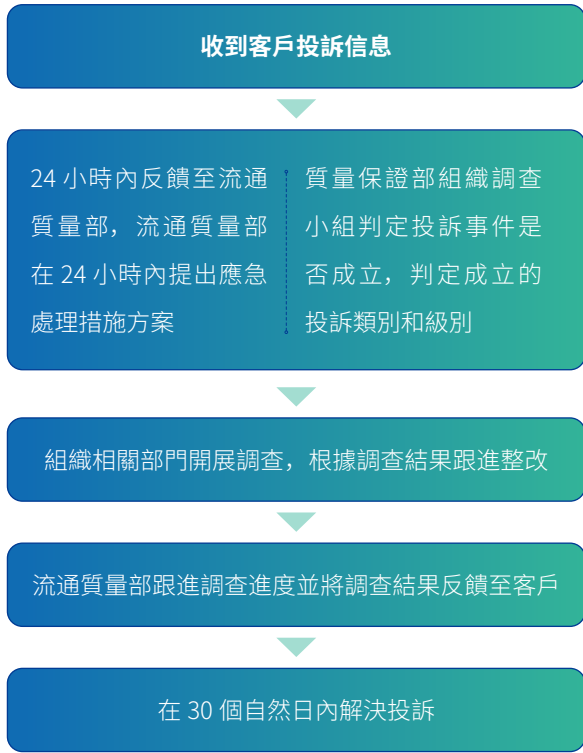 收到客戶投訴信息
24 小時內反饋至流通
質量部，流通質量部
在 24 小時內提出應急
處理措施方案
質量保證部組織調查
小組判定投訴事件是
否成立，判定成立的
投訴類別和級別
組織相關部門開展調查，根據調查結果跟進整改
流通質量部跟進調查進度並將調查結果反饋至客戶
在 30 個自然日內解決投訴